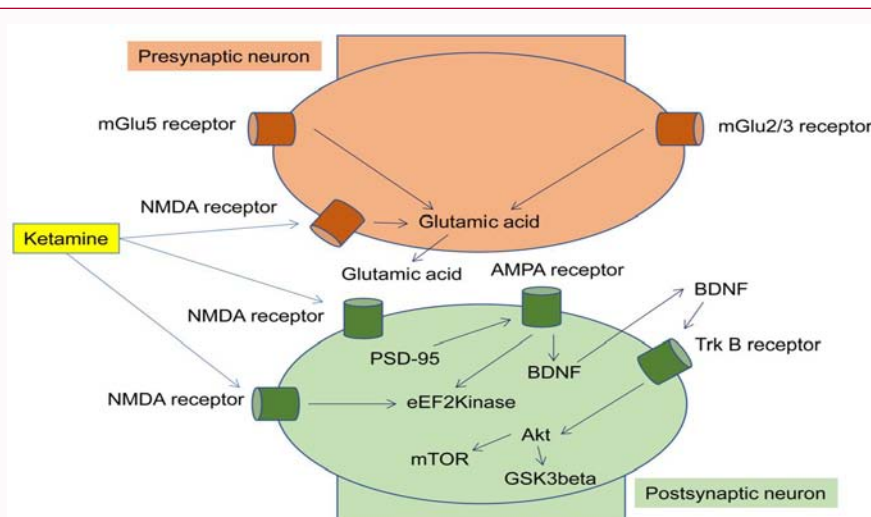 Presynaptic neuron
mGlu5 receptor
mGlu2/3 receptor
NMDA receptor
Glutamic acid
Ketamine
Glutamic acid
AMPA receptor
BDNF
NMDA receptor
Trk B receptor
PSD-95
BDNF
NMDA receptor
eEF2Kinase
Akt
mTOR
GSK3beta
Postsynaptic neuron